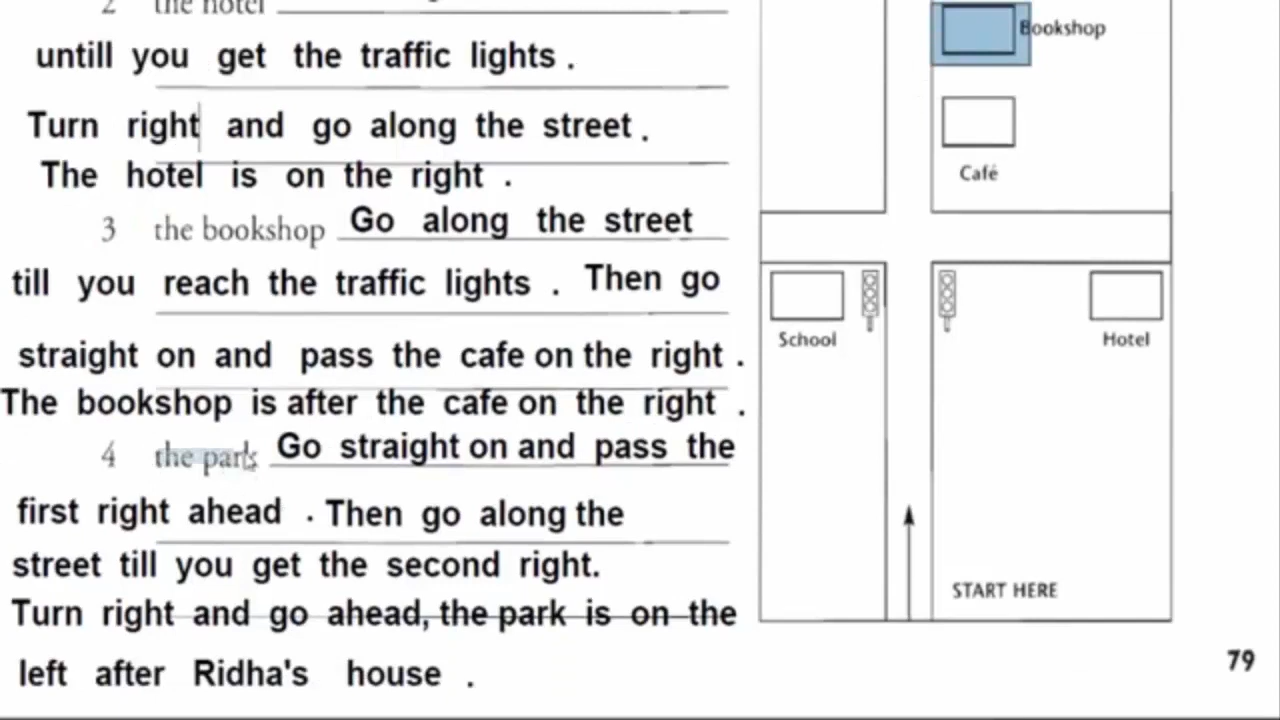 2 the hotel
untill you get the traffic lights .
Turn right and go along the street .
The hotel is on the right .
3 the bookshop Go along the street
till you reach the traffic lights . Then go
straight on and pass the cafe on the right .
The bookshop is after the cafe on the right .
4 the park Go straight on and pass the
first right ahead . Then go along the
street till you get the second right.
Turn right and go ahead, the park is on the
left after Ridha's house .
Bookshop
Café
School
Hotel
START HERE
79